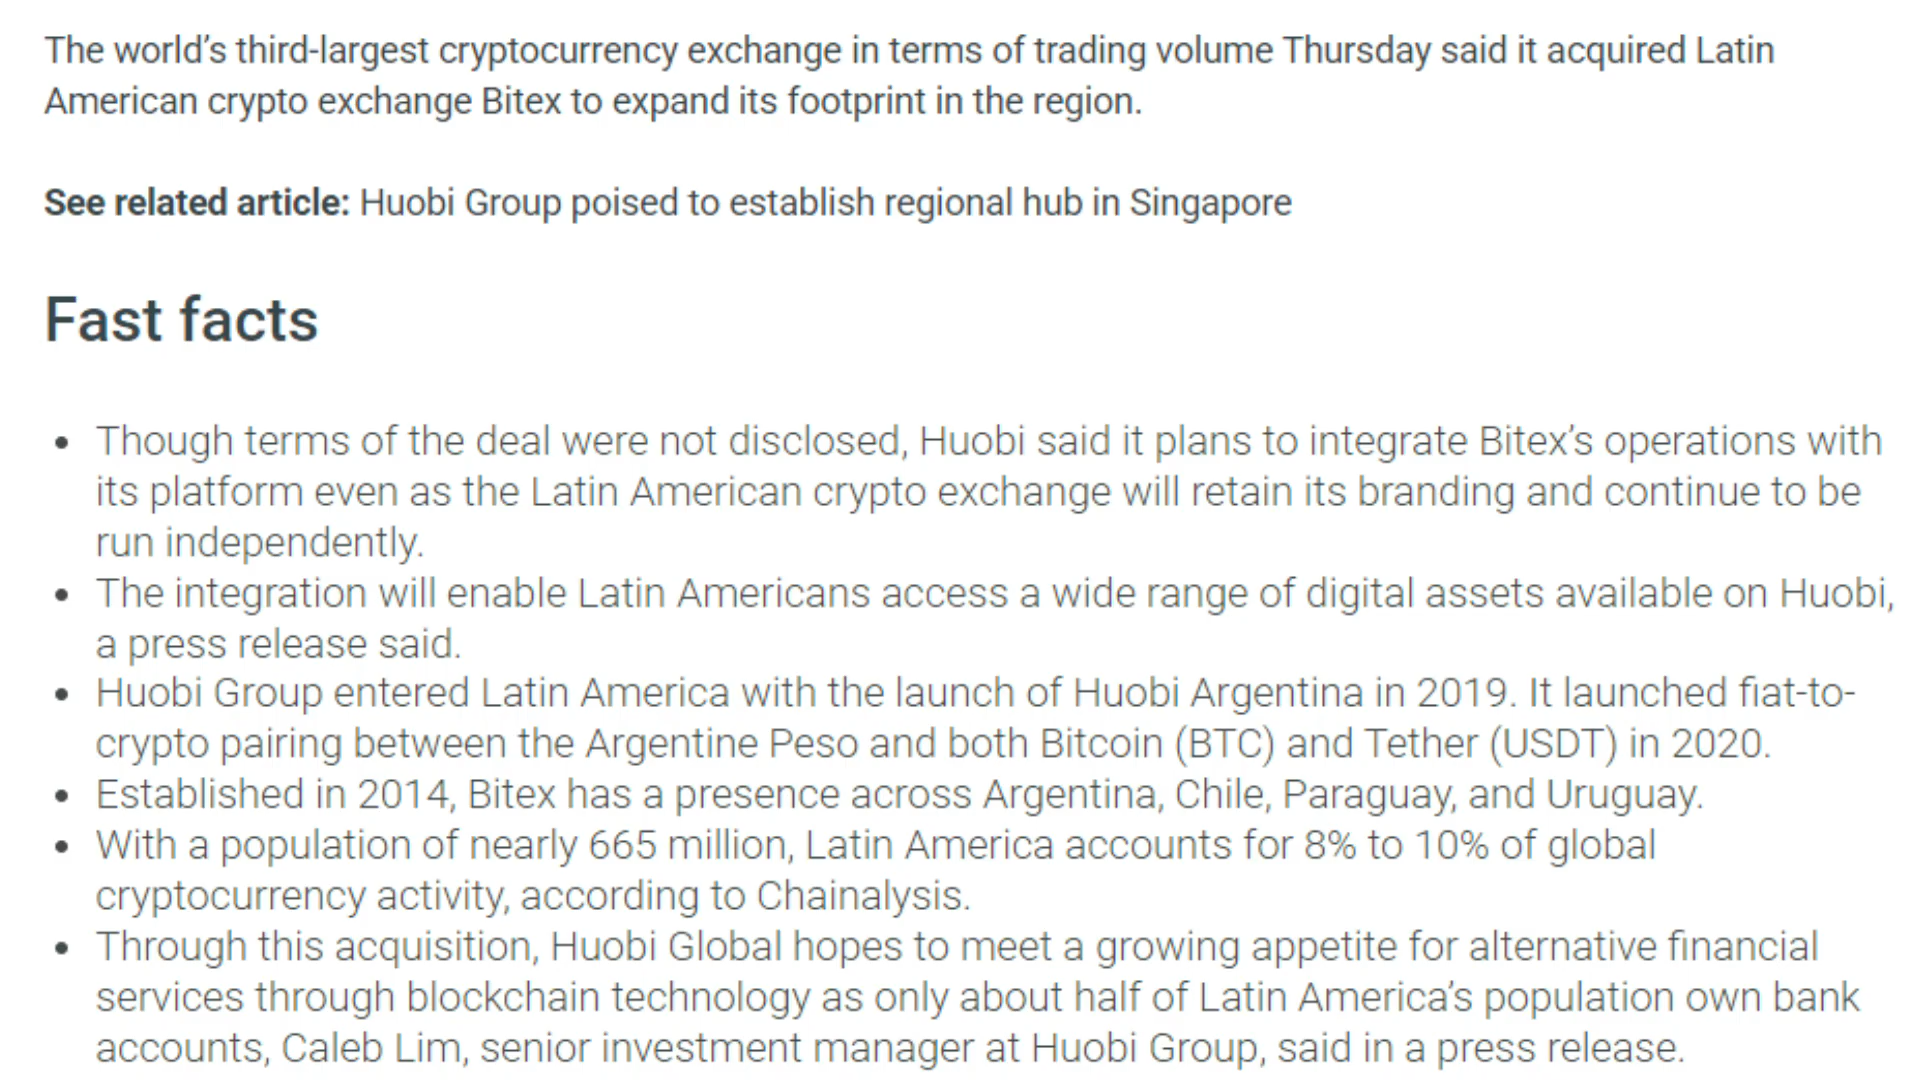 The world’s third-largest cryptocurrency exchange in terms of trading volume Thursday said it acquired Latin
American crypto exchange Bitex to expand its footprint in the region.
See related article: Huobi Group poised to establish regional hub in Singapore
Fast facts
• Though terms of the deal were not disclosed, Huobi said it plans to integrate Bitex’s operations with
its platform even as the Latin American crypto exchange will retain its branding and continue to be
run independently.
• The integration will enable Latin Americans access a wide range of digital assets available on Huobi,
a press release said.
• Huobi Group entered Latin America with the launch of Huobi Argentina in 2019. It launched fiat-to-
crypto pairing between the Argentine Peso and both Bitcoin (BTC) and Tether (USDT) in 2020.
• Established in 2014, Bitex has a presence across Argentina, Chile, Paraguay, and Uruguay.
• With a population of nearly 665 million, Latin America accounts for 8% to 10% of global
cryptocurrency activity, according to Chainalysis.
• Through this acquisition, Huobi Global hopes to meet a growing appetite for alternative financial
services through blockchain technology as only about half of Latin America’s population own bank
accounts, Caleb Lim, senior investment manager at Huobi Group, said in a press release.